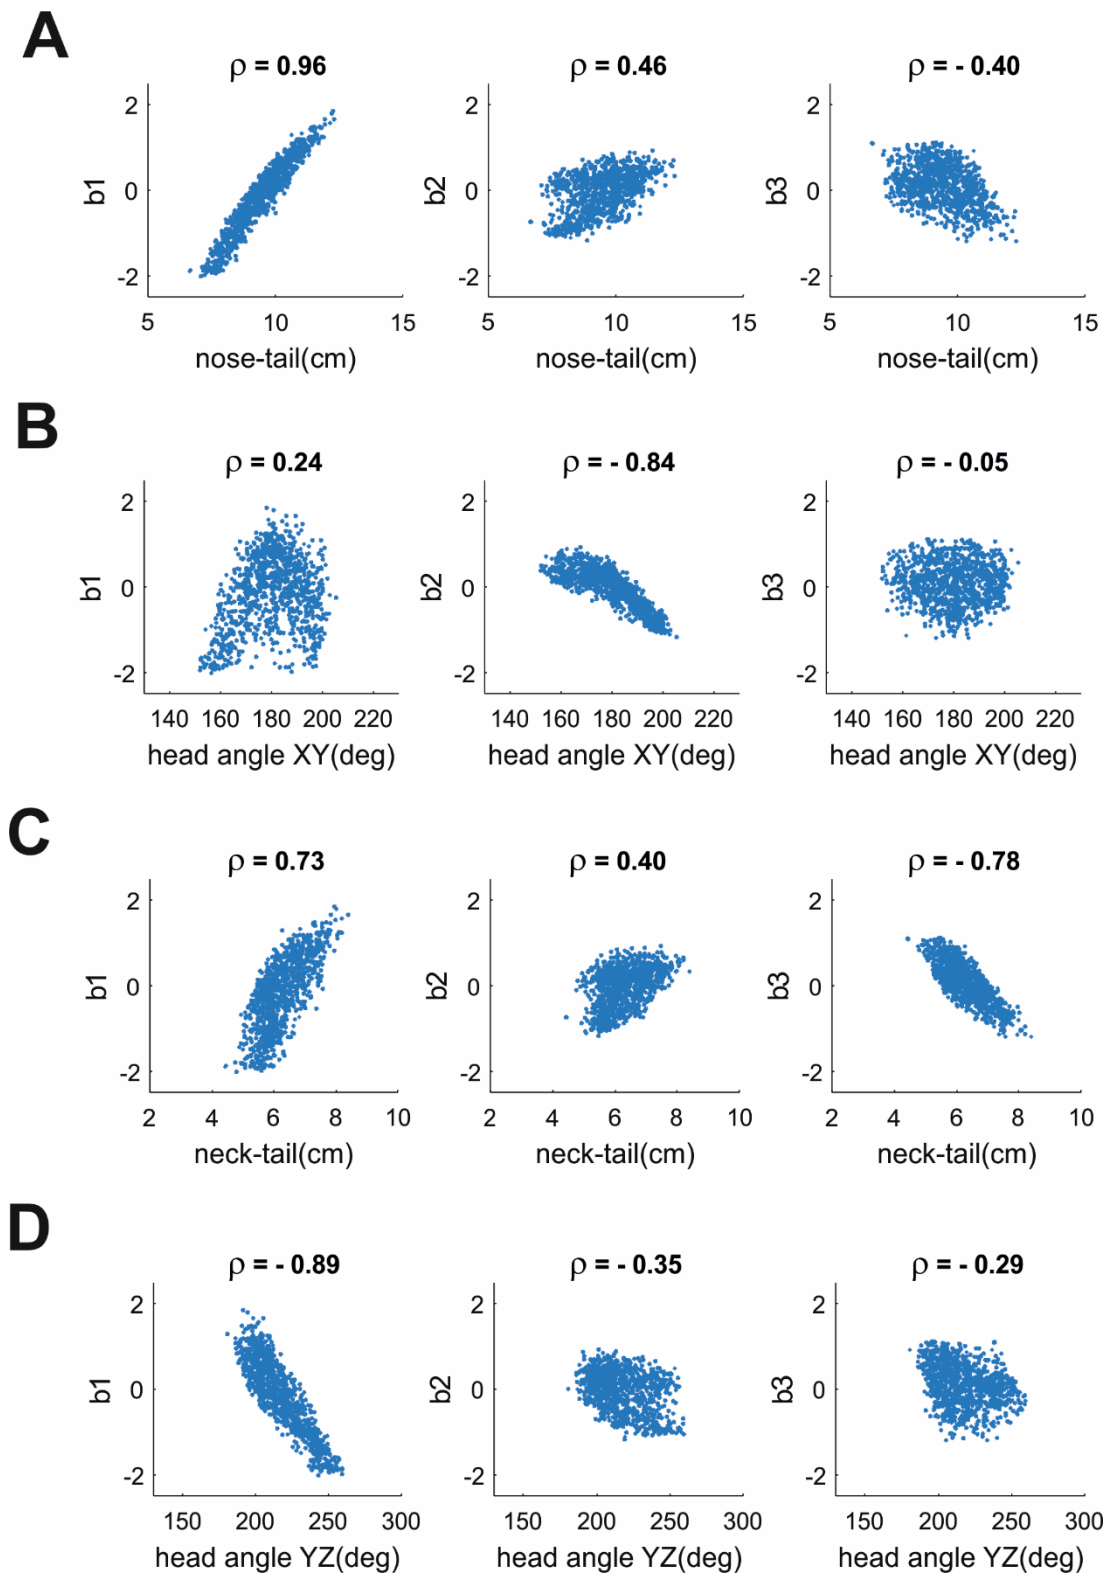 A
ρ = 0.96 ρ = 0.46 ρ = - 0.40
b1 b2 b3
2 0 -2 2 0 -2 2 0 -2
5 10 15 5 10 15 5 10 15
nose-tail(cm) nose-tail(cm) nose-tail(cm)
B
ρ = 0.24 ρ = - 0.84 ρ = - 0.05
b1 b2 b3
2 0 -2 2 0 -2 2 0 -2
140 160 180 200 220 140 160 180 200 220 140 160 180 200 220
head angle XY(deg) head angle XY(deg) head angle XY(deg)
C
ρ = 0.73 ρ = 0.40 ρ = - 0.78
b1 b2 b3
2 0 -2 2 0 -2 2 0 -2
2 4 6 8 10 2 4 6 8 10 2 4 6 8 10
neck-tail(cm) neck-tail(cm) neck-tail(cm)
D
ρ = - 0.89 ρ = - 0.35 ρ = - 0.29
b1 b2 b3
2 0 -2 2 0 -2 2 0 -2
150 200 250 300 150 200 250 300 150 200 250 300
head angle YZ(deg) head angle YZ(deg) head angle YZ(deg)